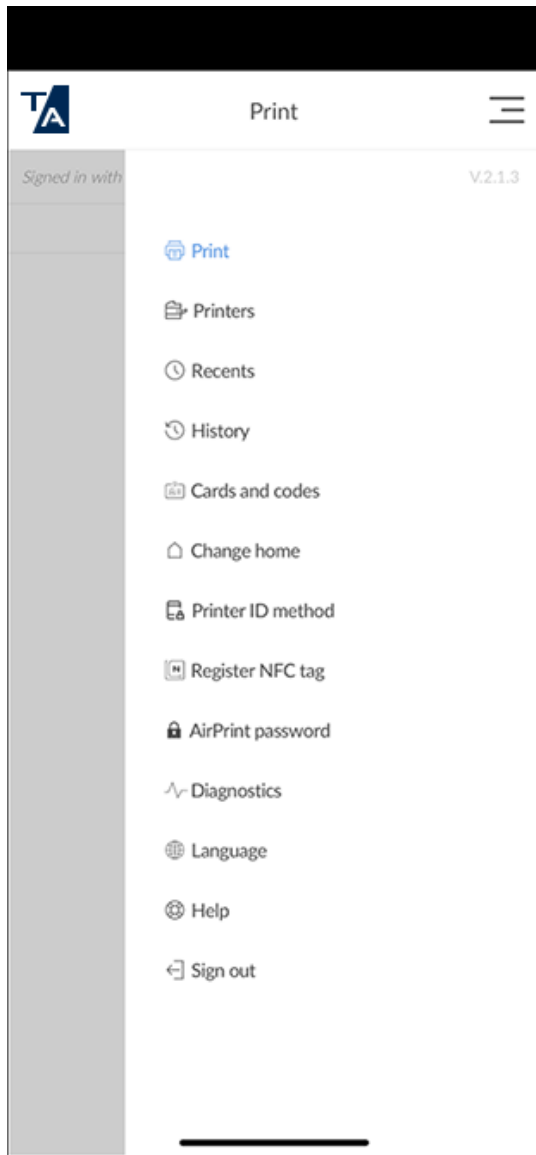 TA
Print
Signed in with
V.2.1.3
Print
Printers
Recents
History
Cards and codes
Change home
Printer ID method
Register NFC tag
AirPrint password
Diagnostics
Language
Help
Sign out